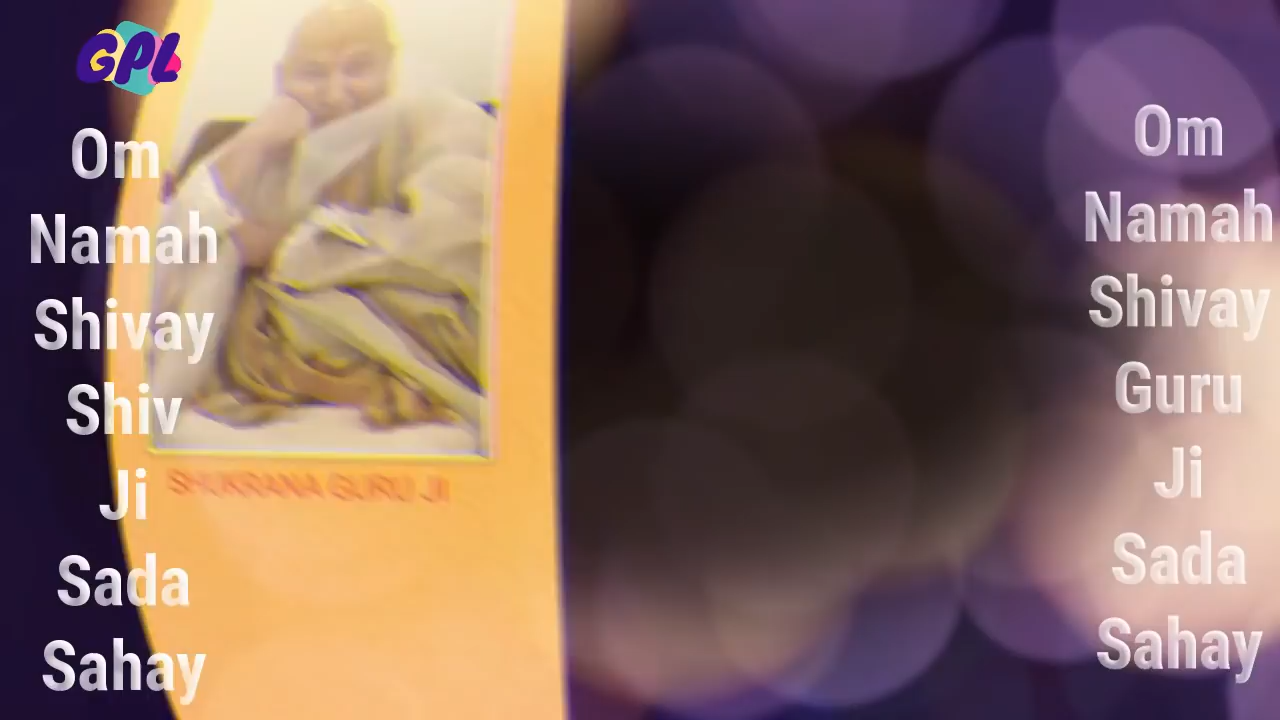 GPL
Om
Namah
Shivay
Shiv
Ji
Sada
Sahay
SHUKRANA GURU JI
Om
Namah
Shivay
Guru
Ji
Sada
Sahay